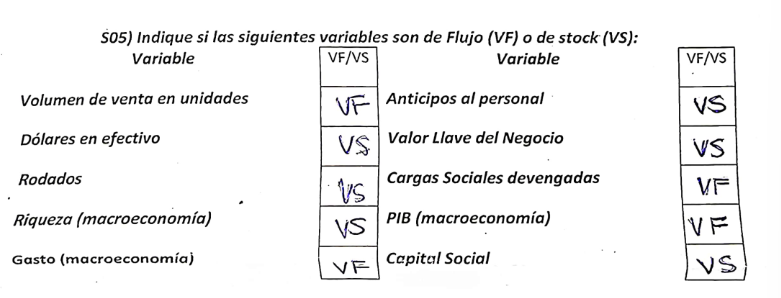 S05) Indique si las siguientes variables son de Flujo (VF) o de stock (VS):
Variable VF/VS Variable VF/VS
Volumen de venta en unidades VF Anticipos al personal VS
Dólares en efectivo VS Valor Llave del Negocio VS
Rodados VS Cargas Sociales devengadas VF
Riqueza (macroeconomía) VS PIB (macroeconomía) VF
Gasto (macroeconomía) VF Capital Social VS